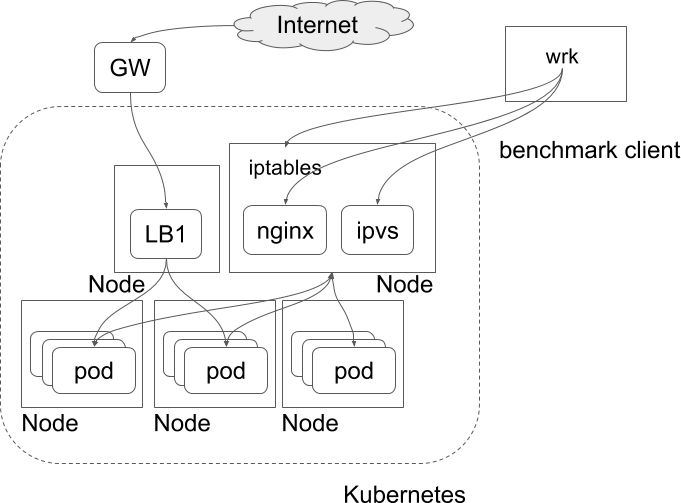 Internet
GW
wrk
benchmark client
iptables
LB1
nginx
ipvs
Node
Node
pod
pod
pod
Node
Node
Node
Kubernetes